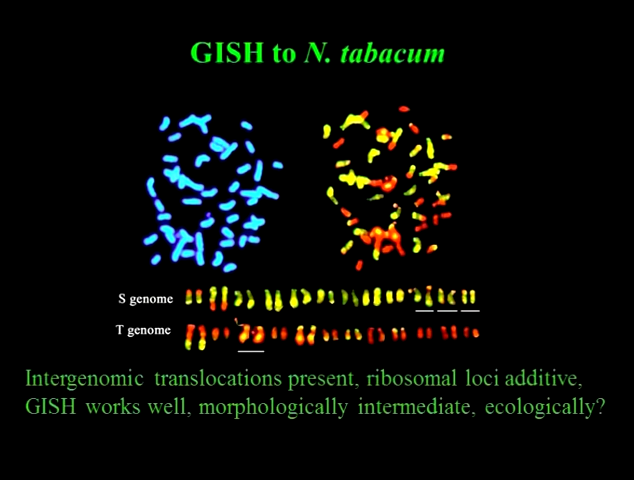 GISH to N. tabacum
S genome
T genome
Intergenomic translocations present, ribosomal loci additive,
GISH works well, morphologically intermediate, ecologically?